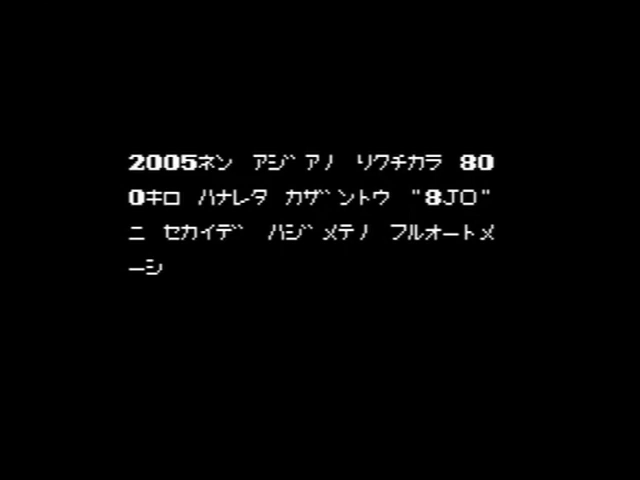 2005ネン アジアノ リクチカラ 80
0キロ ハナレタ カザントウ "8JO"
ニ セカイデ ハジメテノ フルオートメ
ーシ